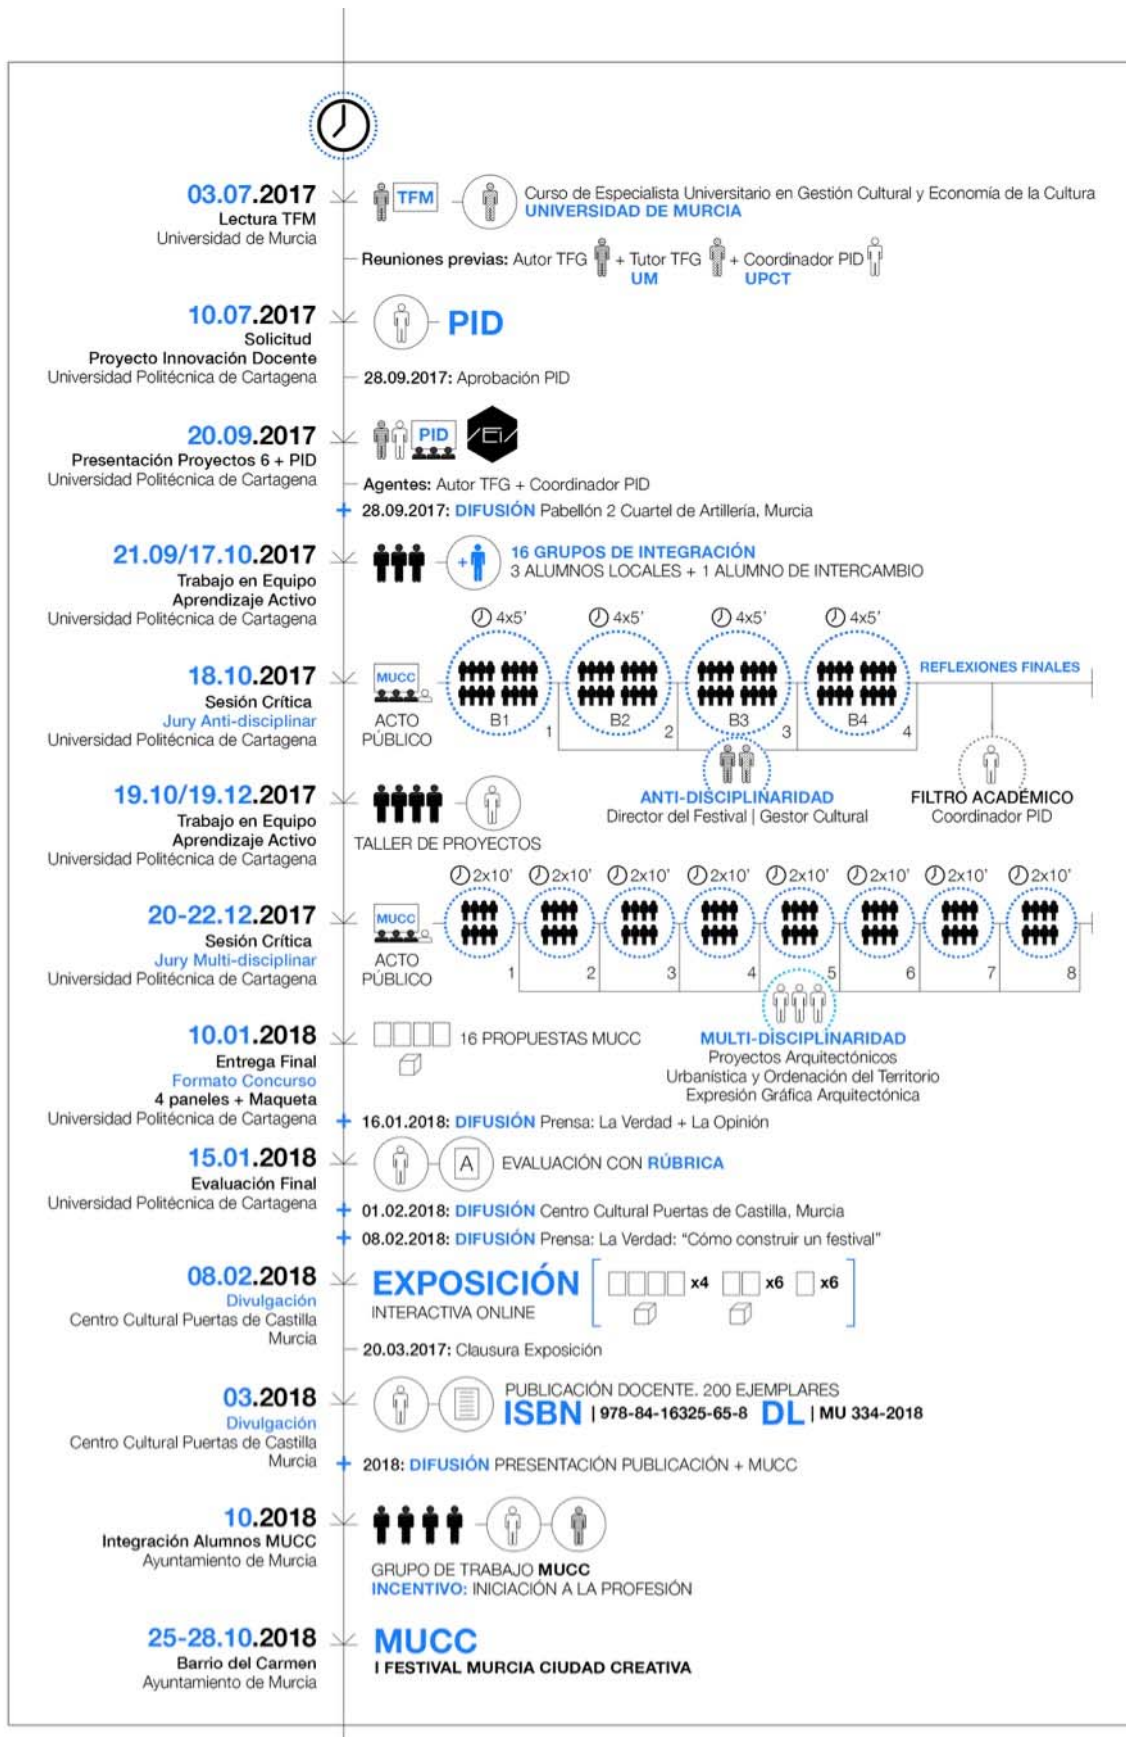 03.07.2017
Lectura TFM
Universidad de Murcia
TFM
Curso de Especialista Universitario en Gestión Cultural y Economía de la Cultura
UNIVERSIDAD DE MURCIA
Reuniones previas: Autor TFG + Tutor TFG + Coordinador PID
UM UPCT
10.07.2017
Solicitud
Proyecto Innovación Docente
Universidad Politécnica de Cartagena
PID
28.09.2017: Aprobación PID
20.09.2017
Presentación Proyectos 6 + PID
Universidad Politécnica de Cartagena
PID
Agentes: Autor TFG + Coordinador PID
+ 28.09.2017: DIFUSIÓN Pabellón 2 Cuartel de Artillería, Murcia
21.09/17.10.2017
Trabajo en Equipo
Aprendizaje Activo
Universidad Politécnica de Cartagena
+
16 GRUPOS DE INTEGRACIÓN
3 ALUMNOS LOCALES + 1 ALUMNO DE INTERCAMBIO
4x5' 4x5' 4x5' 4x5'
18.10.2017
Sesión Crítica
Jury Anti-disciplinar
Universidad Politécnica de Cartagena
MUCC
ACTO
PÚBLICO
REFLEXIONES FINALES
B1 B2 B3 B4
1 2 3 4
ANTI-DISCIPLINARIDAD
Director del Festival | Gestor Cultural
FILTRO ACADÉMICO
Coordinador PID
19.10/19.12.2017
Trabajo en Equipo
Aprendizaje Activo
Universidad Politécnica de Cartagena
TALLER DE PROYECTOS
2x10' 2x10' 2x10' 2x10' 2x10' 2x10' 2x10' 2x10'
20-22.12.2017
Sesión Crítica
Jury Multi-disciplinar
Universidad Politécnica de Cartagena
MUCC
ACTO
PÚBLICO
1 2 3 4 5 6 7 8
MULTI-DISCIPLINARIDAD
Proyectos Arquitectónicos
Urbanística y Ordenación del Territorio
Expresión Gráfica Arquitectónica
10.01.2018
Entrega Final
Formato Concurso
4 paneles + Maqueta
Universidad Politécnica de Cartagena
16 PROPUESTAS MUCC
+ 16.01.2018: DIFUSIÓN Prensa: La Verdad + La Opinión
15.01.2018
Evaluación Final
Universidad Politécnica de Cartagena
A
EVALUACIÓN CON RÚBRICA
+ 01.02.2018: DIFUSIÓN Centro Cultural Puertas de Castilla, Murcia
+ 08.02.2018: DIFUSIÓN Prensa: La Verdad: “Cómo construir un festival”
08.02.2018
Divulgación
Centro Cultural Puertas de Castilla
Murcia
EXPOSICIÓN
INTERACTIVA ONLINE
x4 x6 x6
20.03.2017: Clausura Exposición
03.2018
Divulgación
Centro Cultural Puertas de Castilla
Murcia
PUBLICACIÓN DOCENTE. 200 EJEMPLARES
ISBN | 978-84-16325-65-8 DL | MU 334-2018
+ 2018: DIFUSIÓN PRESENTACIÓN PUBLICACIÓN + MUCC
10.2018
Integración Alumnos MUCC
Ayuntamiento de Murcia
GRUPO DE TRABAJO MUCC
INCENTIVO: INICIACIÓN A LA PROFESIÓN
25-28.10.2018
Barrio del Carmen
Ayuntamiento de Murcia
MUCC
I FESTIVAL MURCIA CIUDAD CREATIVA